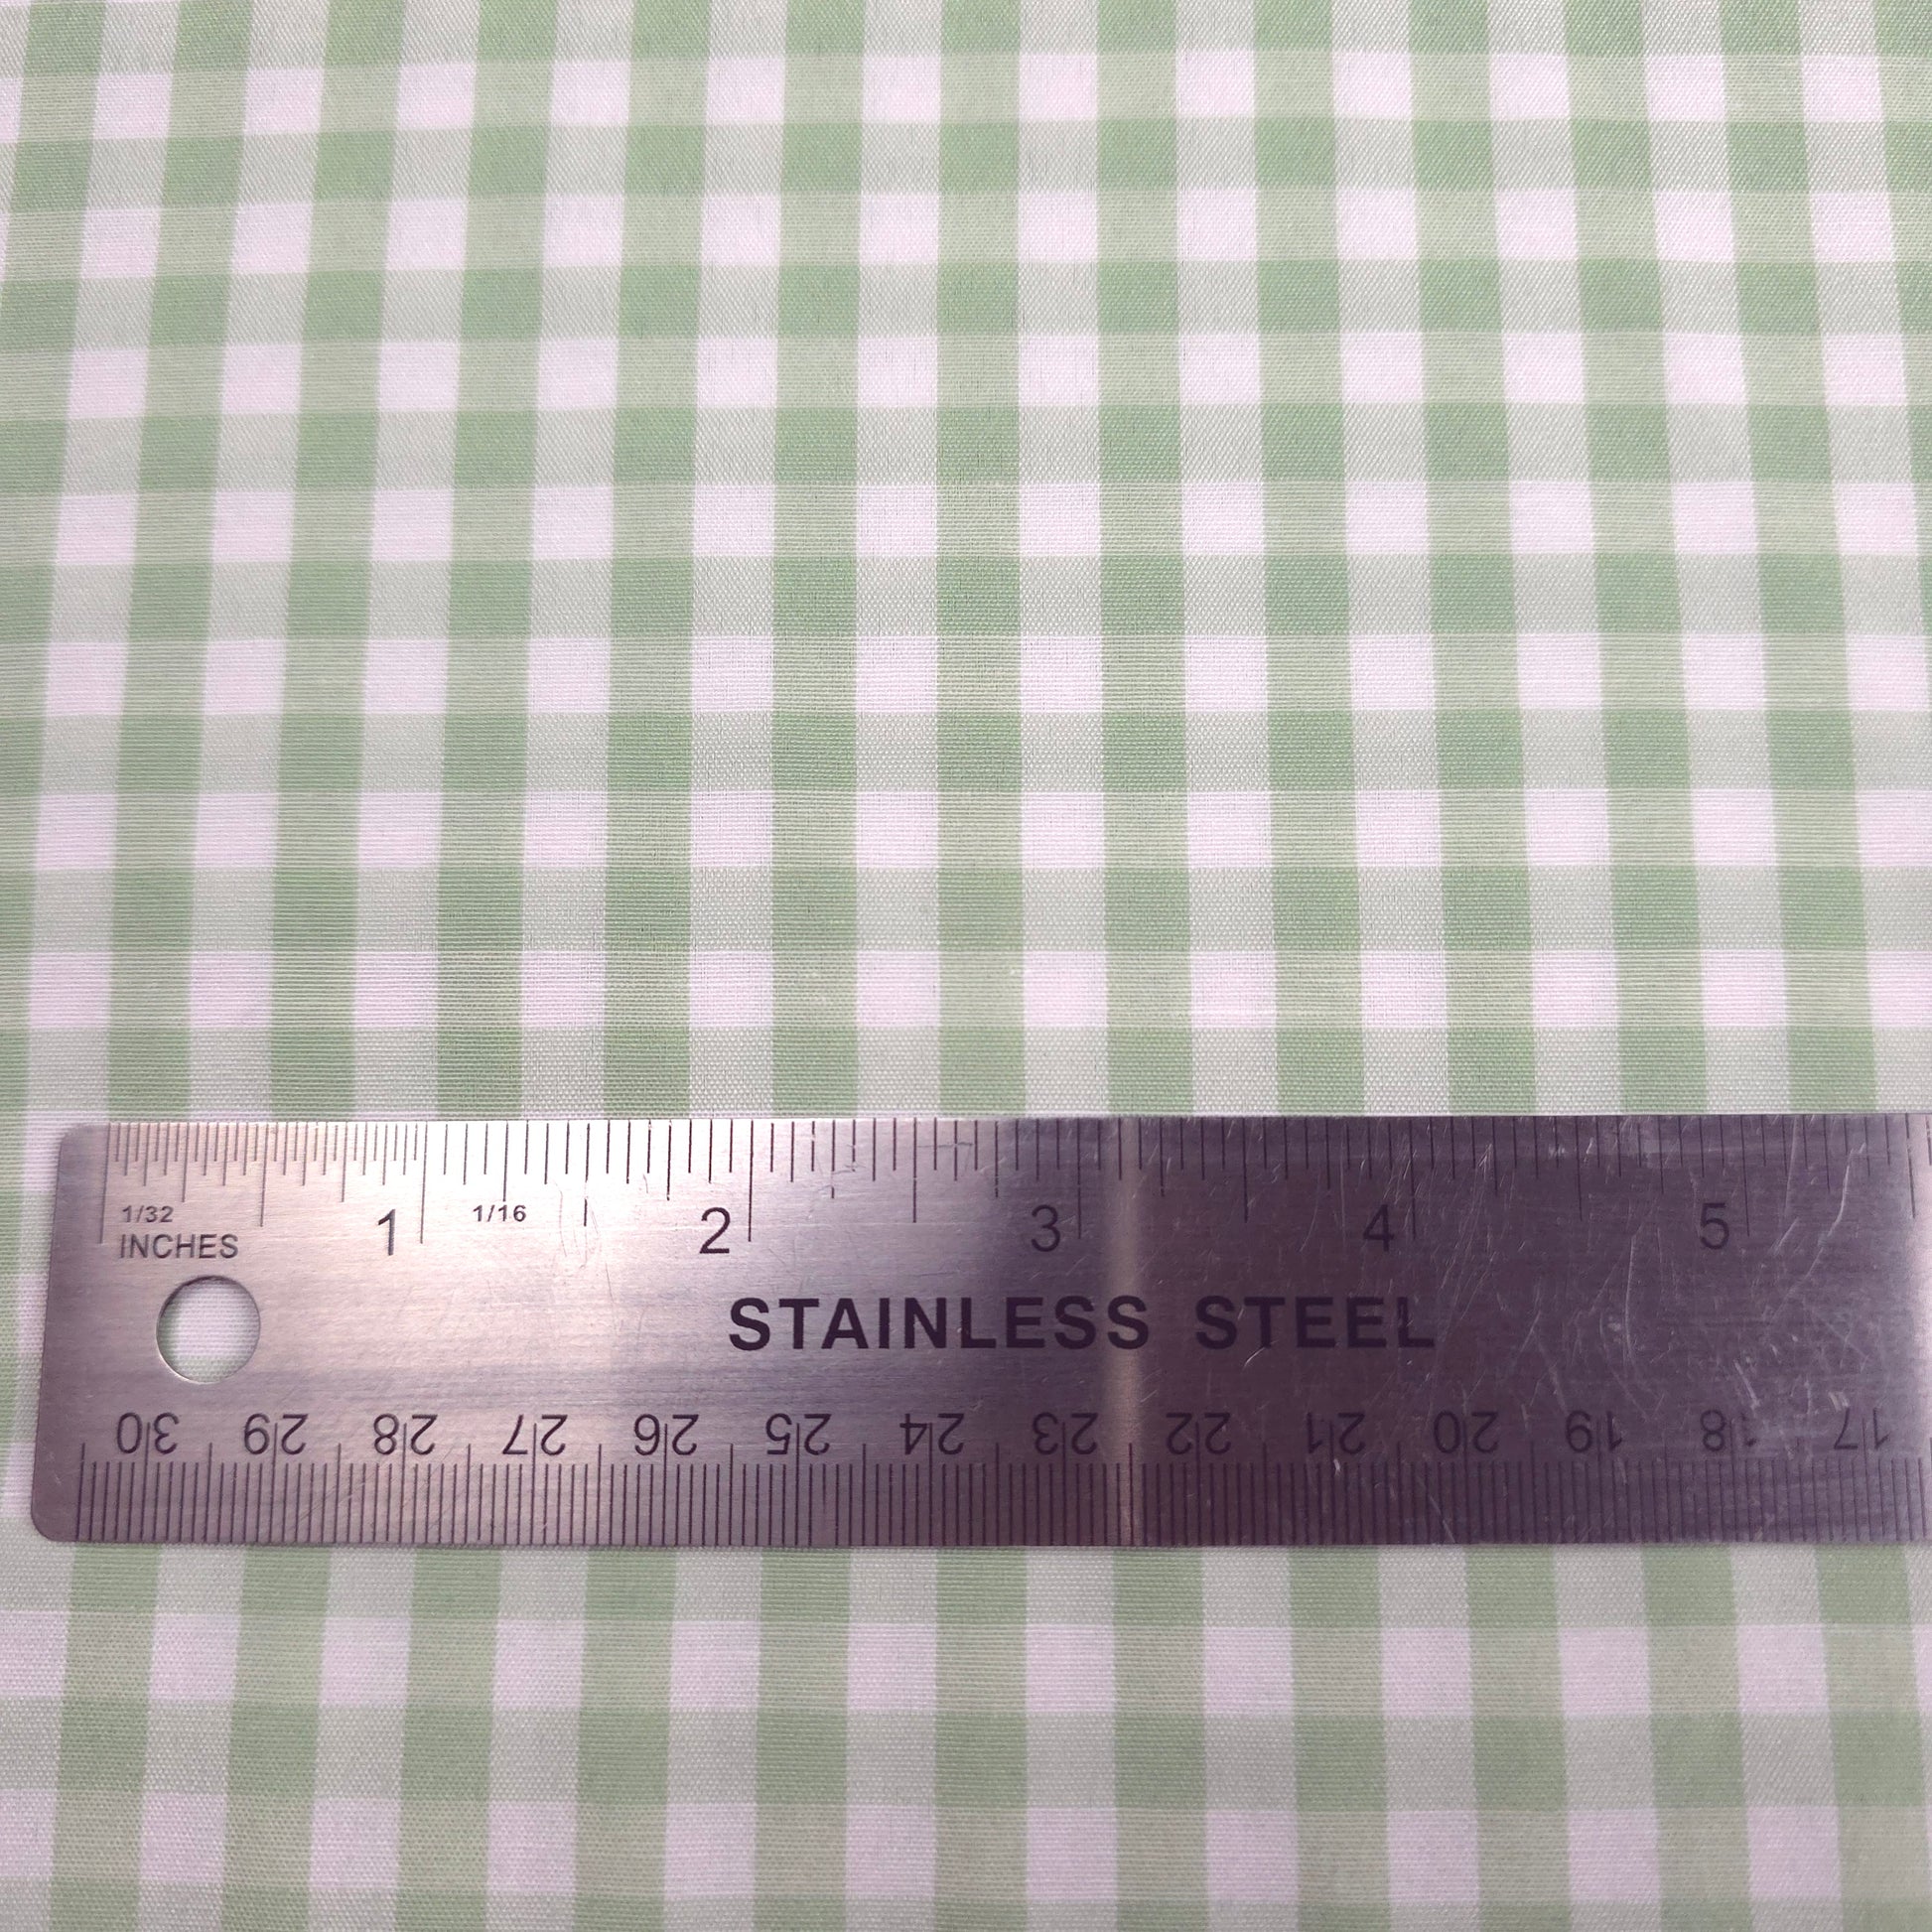 1/32 1 1/16 2 3 4 5
INCHES
STAINLESS STEEL
30 29 28 27 26 25 24 23 22 21 20 19 18 17